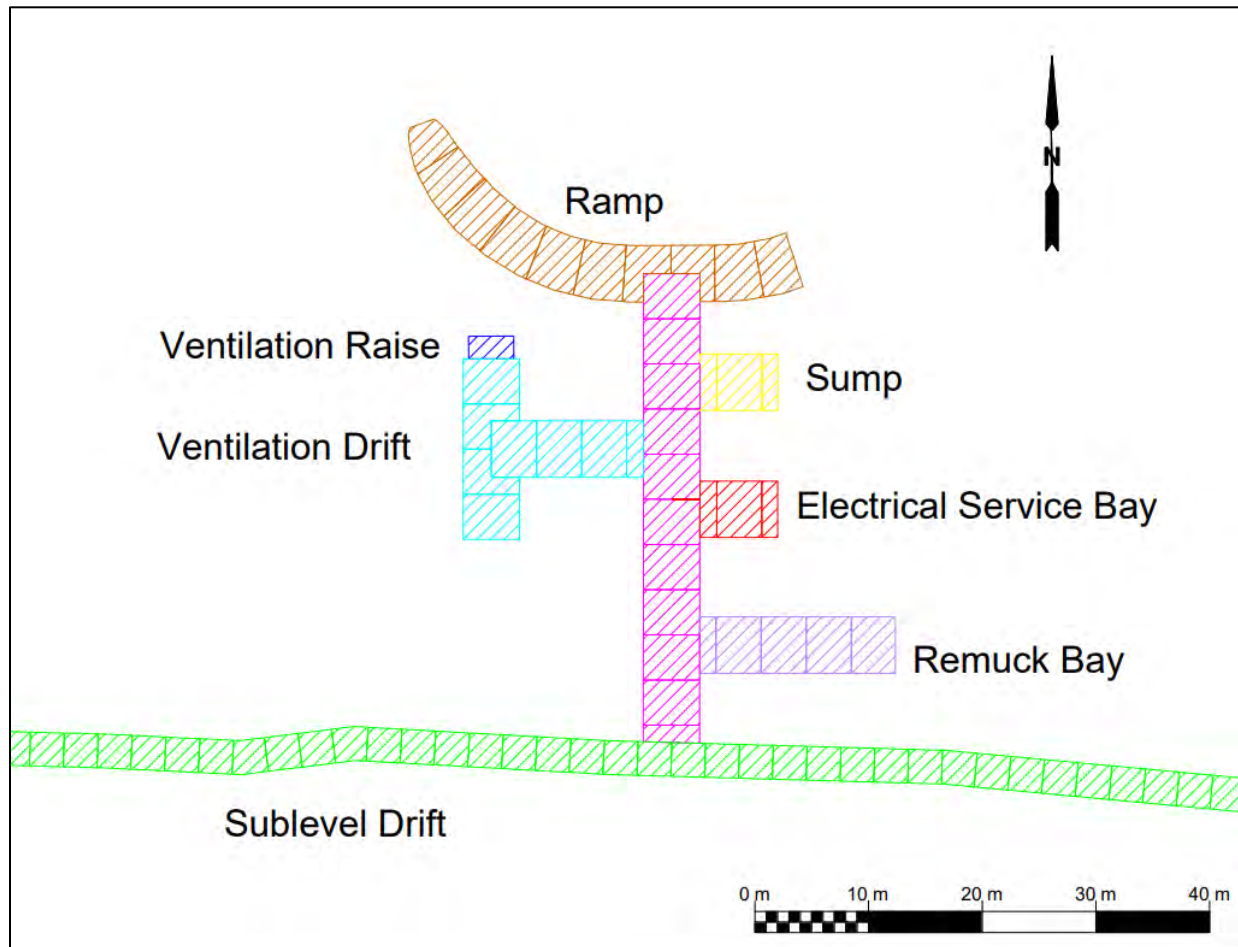 N
Ramp
Ventilation Raise
Sump
Ventilation Drift
Electrical Service Bay
Remuck Bay
Sublevel Drift
0 m 10 m 20 m 30 m 40 m